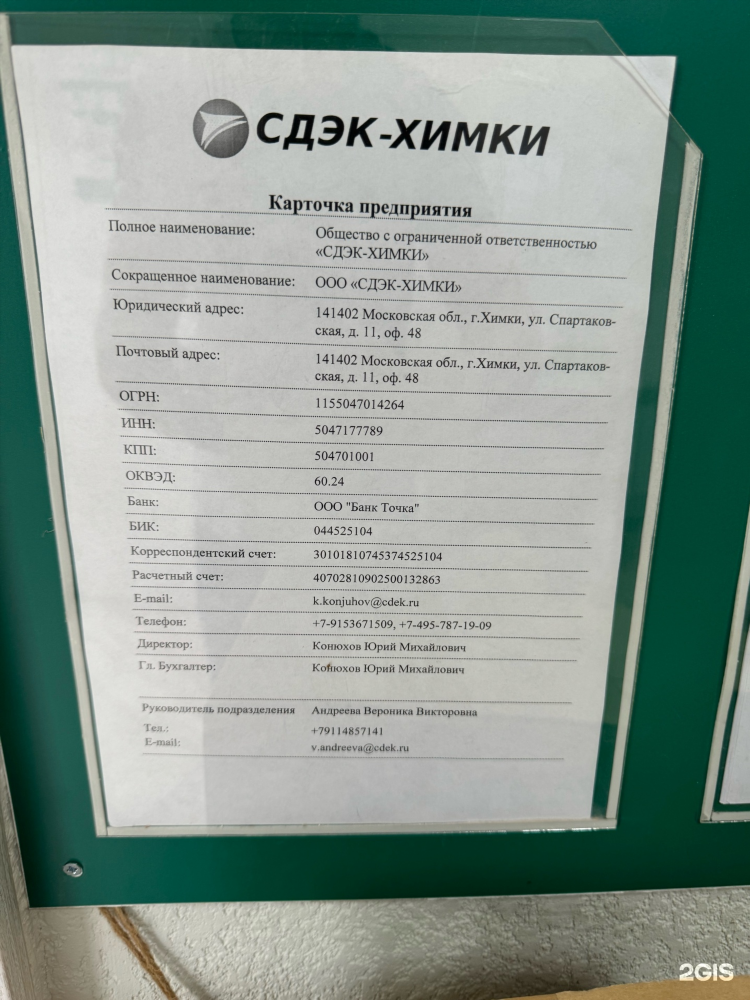 СДЭК-ХИМКИ
Карточка предприятия
Полное наименование: Общество с ограниченной ответственностью
«СДЭК-ХИМКИ»
Сокращенное наименование: ООО «СДЭК-ХИМКИ»
Юридический адрес: 141402 Московская обл., г.Химки, ул. Спартаков-
ская, д. 11, оф. 48
Почтовый адрес: 141402 Московская обл., г.Химки, ул. Спартаков-
ская, д. 11, оф. 48
ОГРН: 1155047014264
ИНН: 5047177789
КПП: 504701001
ОКВЭД: 60.24
Банк: ООО "Банк Точка"
БИК: 044525104
Корреспондентский счет: 30101810745374525104
Расчетный счет: 40702810902500132863
E-mail: k.konjuhov@cdek.ru
Телефон: +7-9153671509, +7-495-787-19-09
Директор: Конюхов Юрий Михайлович
Гл. Бухгалтер: Конюхов Юрий Михайлович
Руководитель подразделения Андреева Вероника Викторовна
Тел.: +79114857141
E-mail: v.andreeva@cdek.ru
2GIS